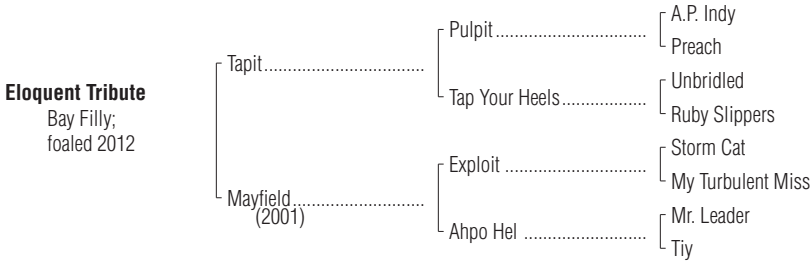 A.P. Indy
Pulpit
Preach
Tapit
Unbridled
Tap Your Heels
Ruby Slippers
Eloquent Tribute
Bay Filly;
foaled 2012
Storm Cat
Exploit
My Turbulent Miss
Mayfield
(2001)
Mr. Leader
Ahpo Hel
Tiy